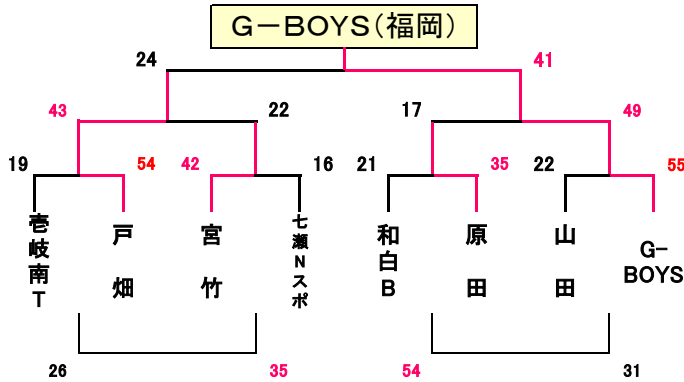 G－BOYS（福岡）
24 41
43 22 17 49
19 54 42 16 21 35 22 55
壱岐南T
戸畑
宮竹
七瀬Nスポ
和白B
原田
山田
G－
BOYS
26 35 54 31